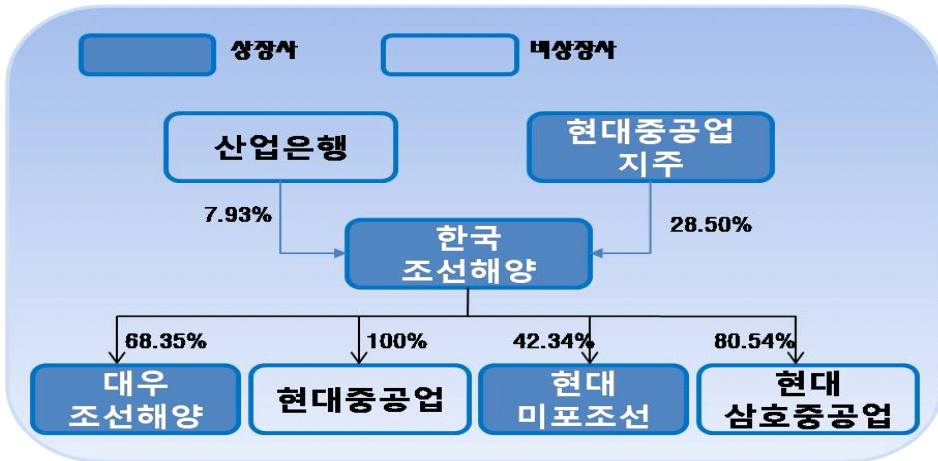 상장사
비상장사
산업은행
현대중공업
지주
7.93%
28.50%
한국
조선해양
68.35%
100%
42.34%
80.54%
대우
조선해양
현대중공업
현대
미포조선
현대
삼호중공업